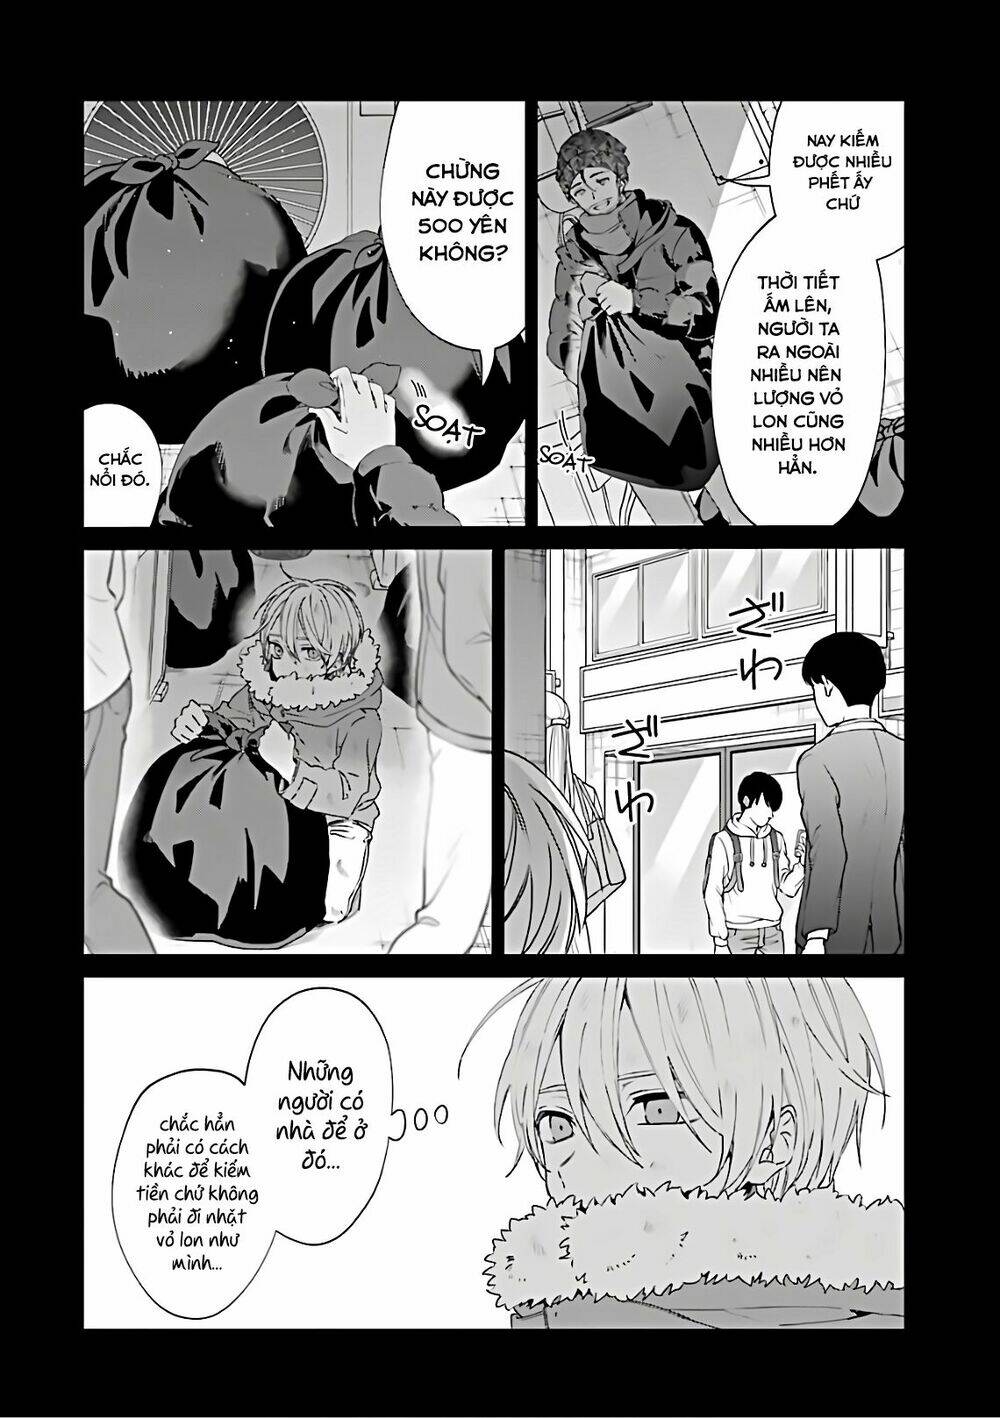 NAY KIẾM
ĐƯỢC NHIỀU
PHẾT ẤY
CHỨ
THỜI TIẾT
ẤM LÊN,
NGƯỜI TA
RA NGOÀI
NHIỀU NÊN
LƯỢNG VỎ
LON CŨNG
NHIỀU HƠN
HẲN.
SOẠT
CHỪNG
NÀY ĐƯỢC
500 YÊN
KHÔNG?
SOẠT
CHẮC
NỔI ĐÓ.
ざわ
ざわ
Những
người có
nhà để ở
đó...
chắc hẳn
phải có cách
khác để kiếm
tiền chứ không
phải đi nhặt
vỏ lon như
mình...